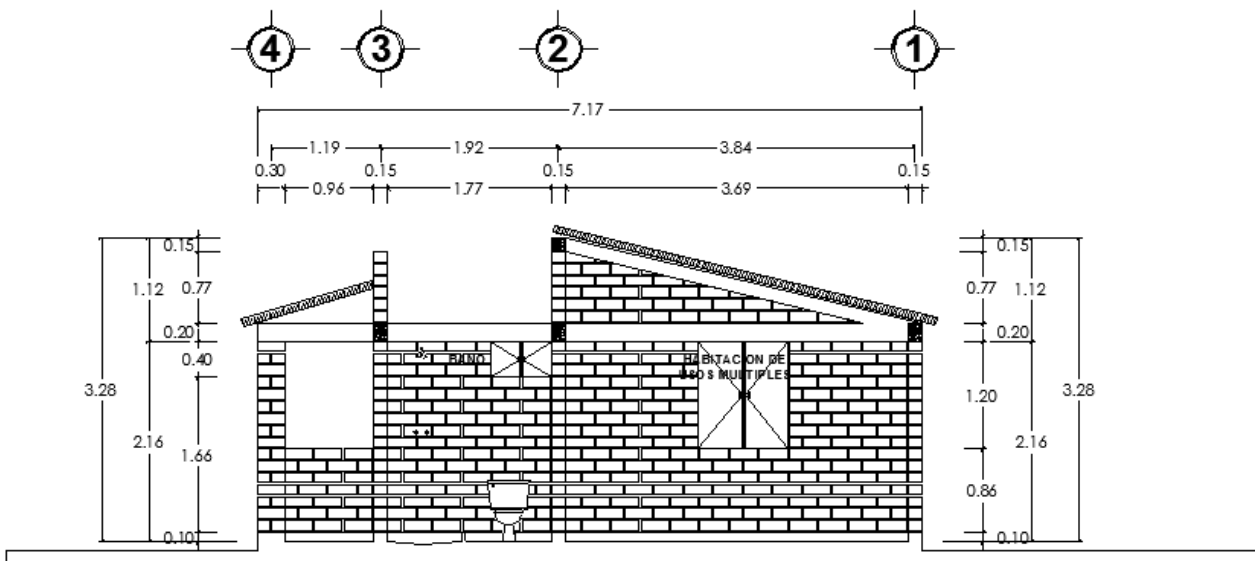 4 3 2 1
7.17
1.19 1.92 3.84
0.30 0.15 0.15 0.15
0.96 1.77 3.69
0.15 0.15
1.12 0.77 0.77 1.12
0.20 0.20
BAÑO HABITACION DE
0.40 USOS MULTIPLES
3.28 1.20 3.28
2.16 1.66 2.16
0.86
0.10 0.10